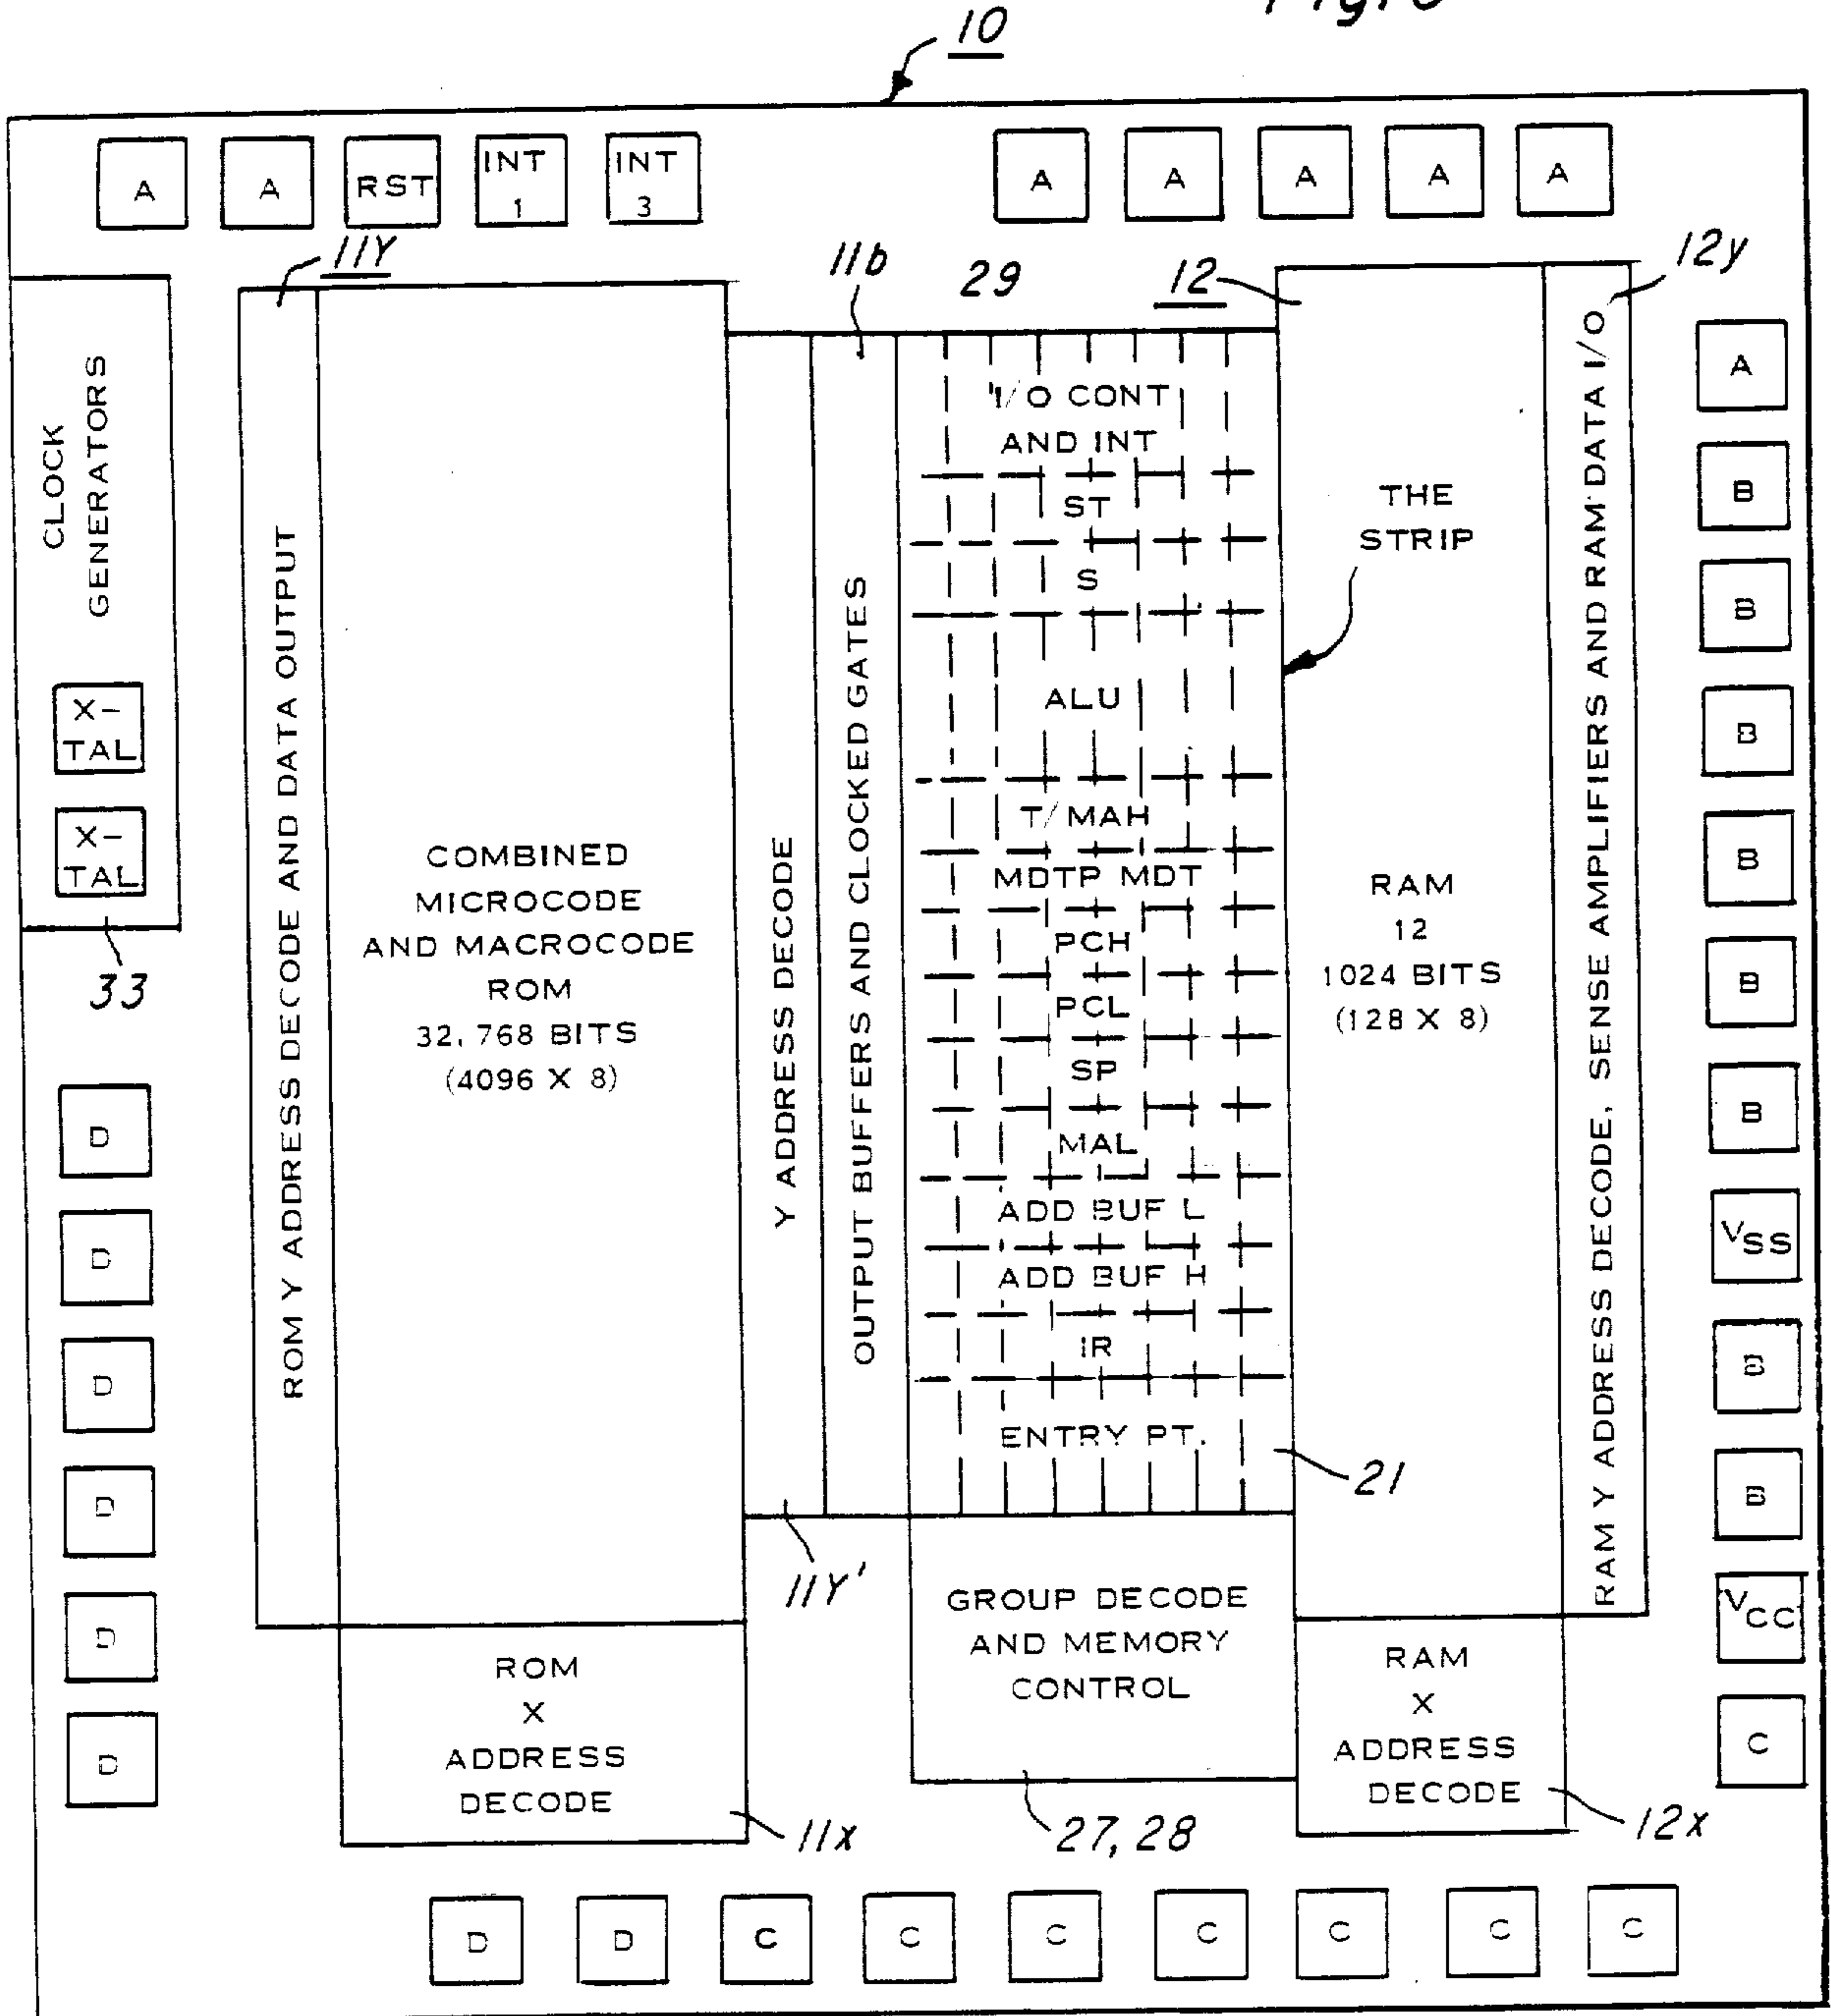 10
A A RST INT 1 INT 3 A A A A A
11Y
11b
29
12
12y
CLOCK
GENERATORS
X-
TAL
X-
TAL
33
ROM Y ADDRESS DECODE AND DATA OUTPUT
COMBINED
MICROCODE
AND MACROCODE
ROM
32,768 BITS
(4096 X 8)
Y ADDRESS DECODE
OUTPUT BUFFERS AND CLOCKED GATES
I/O CONT
AND INT
ST
S
ALU
T/MAH
MDTP MDT
PCH
PCL
SP
MAL
ADD BUF L
ADD BUF H
IR
ENTRY PT.
THE
STRIP
RAM
12
1024 BITS
(128 X 8)
RAM Y ADDRESS DECODE, SENSE AMPLIFIERS AND RAM DATA I/O
A
B
B
B
B
B
B
VSS
B
B
VCC
C
D
D
D
D
D
D
21
11Y'
ROM
X
ADDRESS
DECODE
11x
GROUP DECODE
AND MEMORY
CONTROL
27, 28
RAM
X
ADDRESS
DECODE
12x
D D C C C C C C C